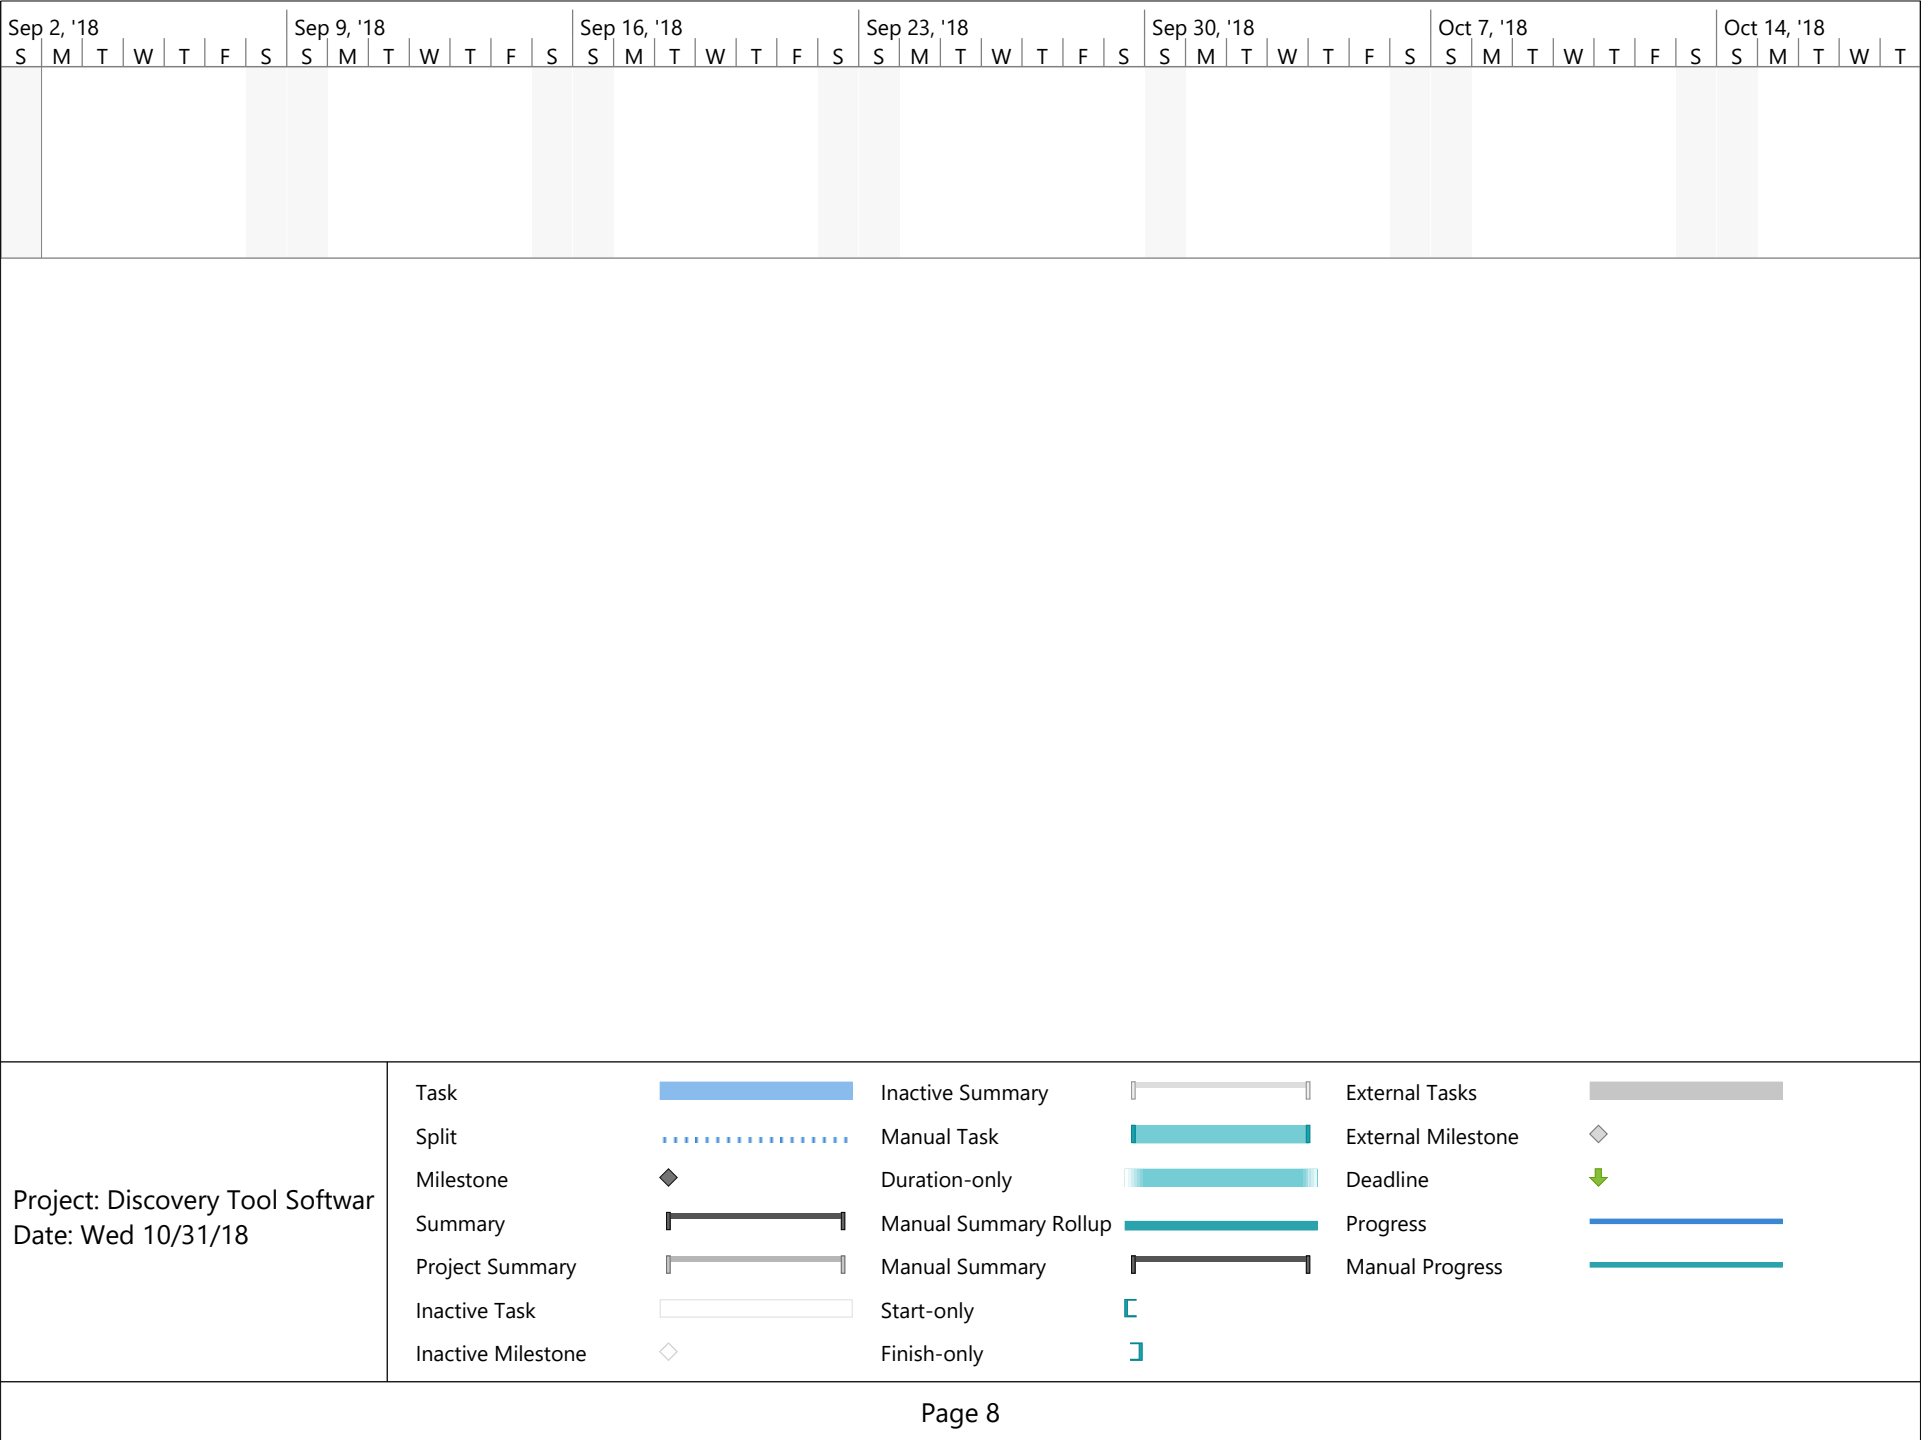 Sep 2, '18 Sep 9, '18 Sep 16, '18 Sep 23, '18 Sep 30, '18 Oct 7, '18 Oct 14, '18
S M T W T F S S M T W T F S S M T W T F S S M T W T F S S M T W T F S S M T W T F S S M T W T
Project: Discovery Tool Softwar
Date: Wed 10/31/18
Task
Split
Milestone
Summary
Project Summary
Inactive Task
Inactive Milestone
Inactive Summary
Manual Task
Duration-only
Manual Summary Rollup
Manual Summary
Start-only
Finish-only
External Tasks
External Milestone
Deadline
Progress
Manual Progress
Page 8